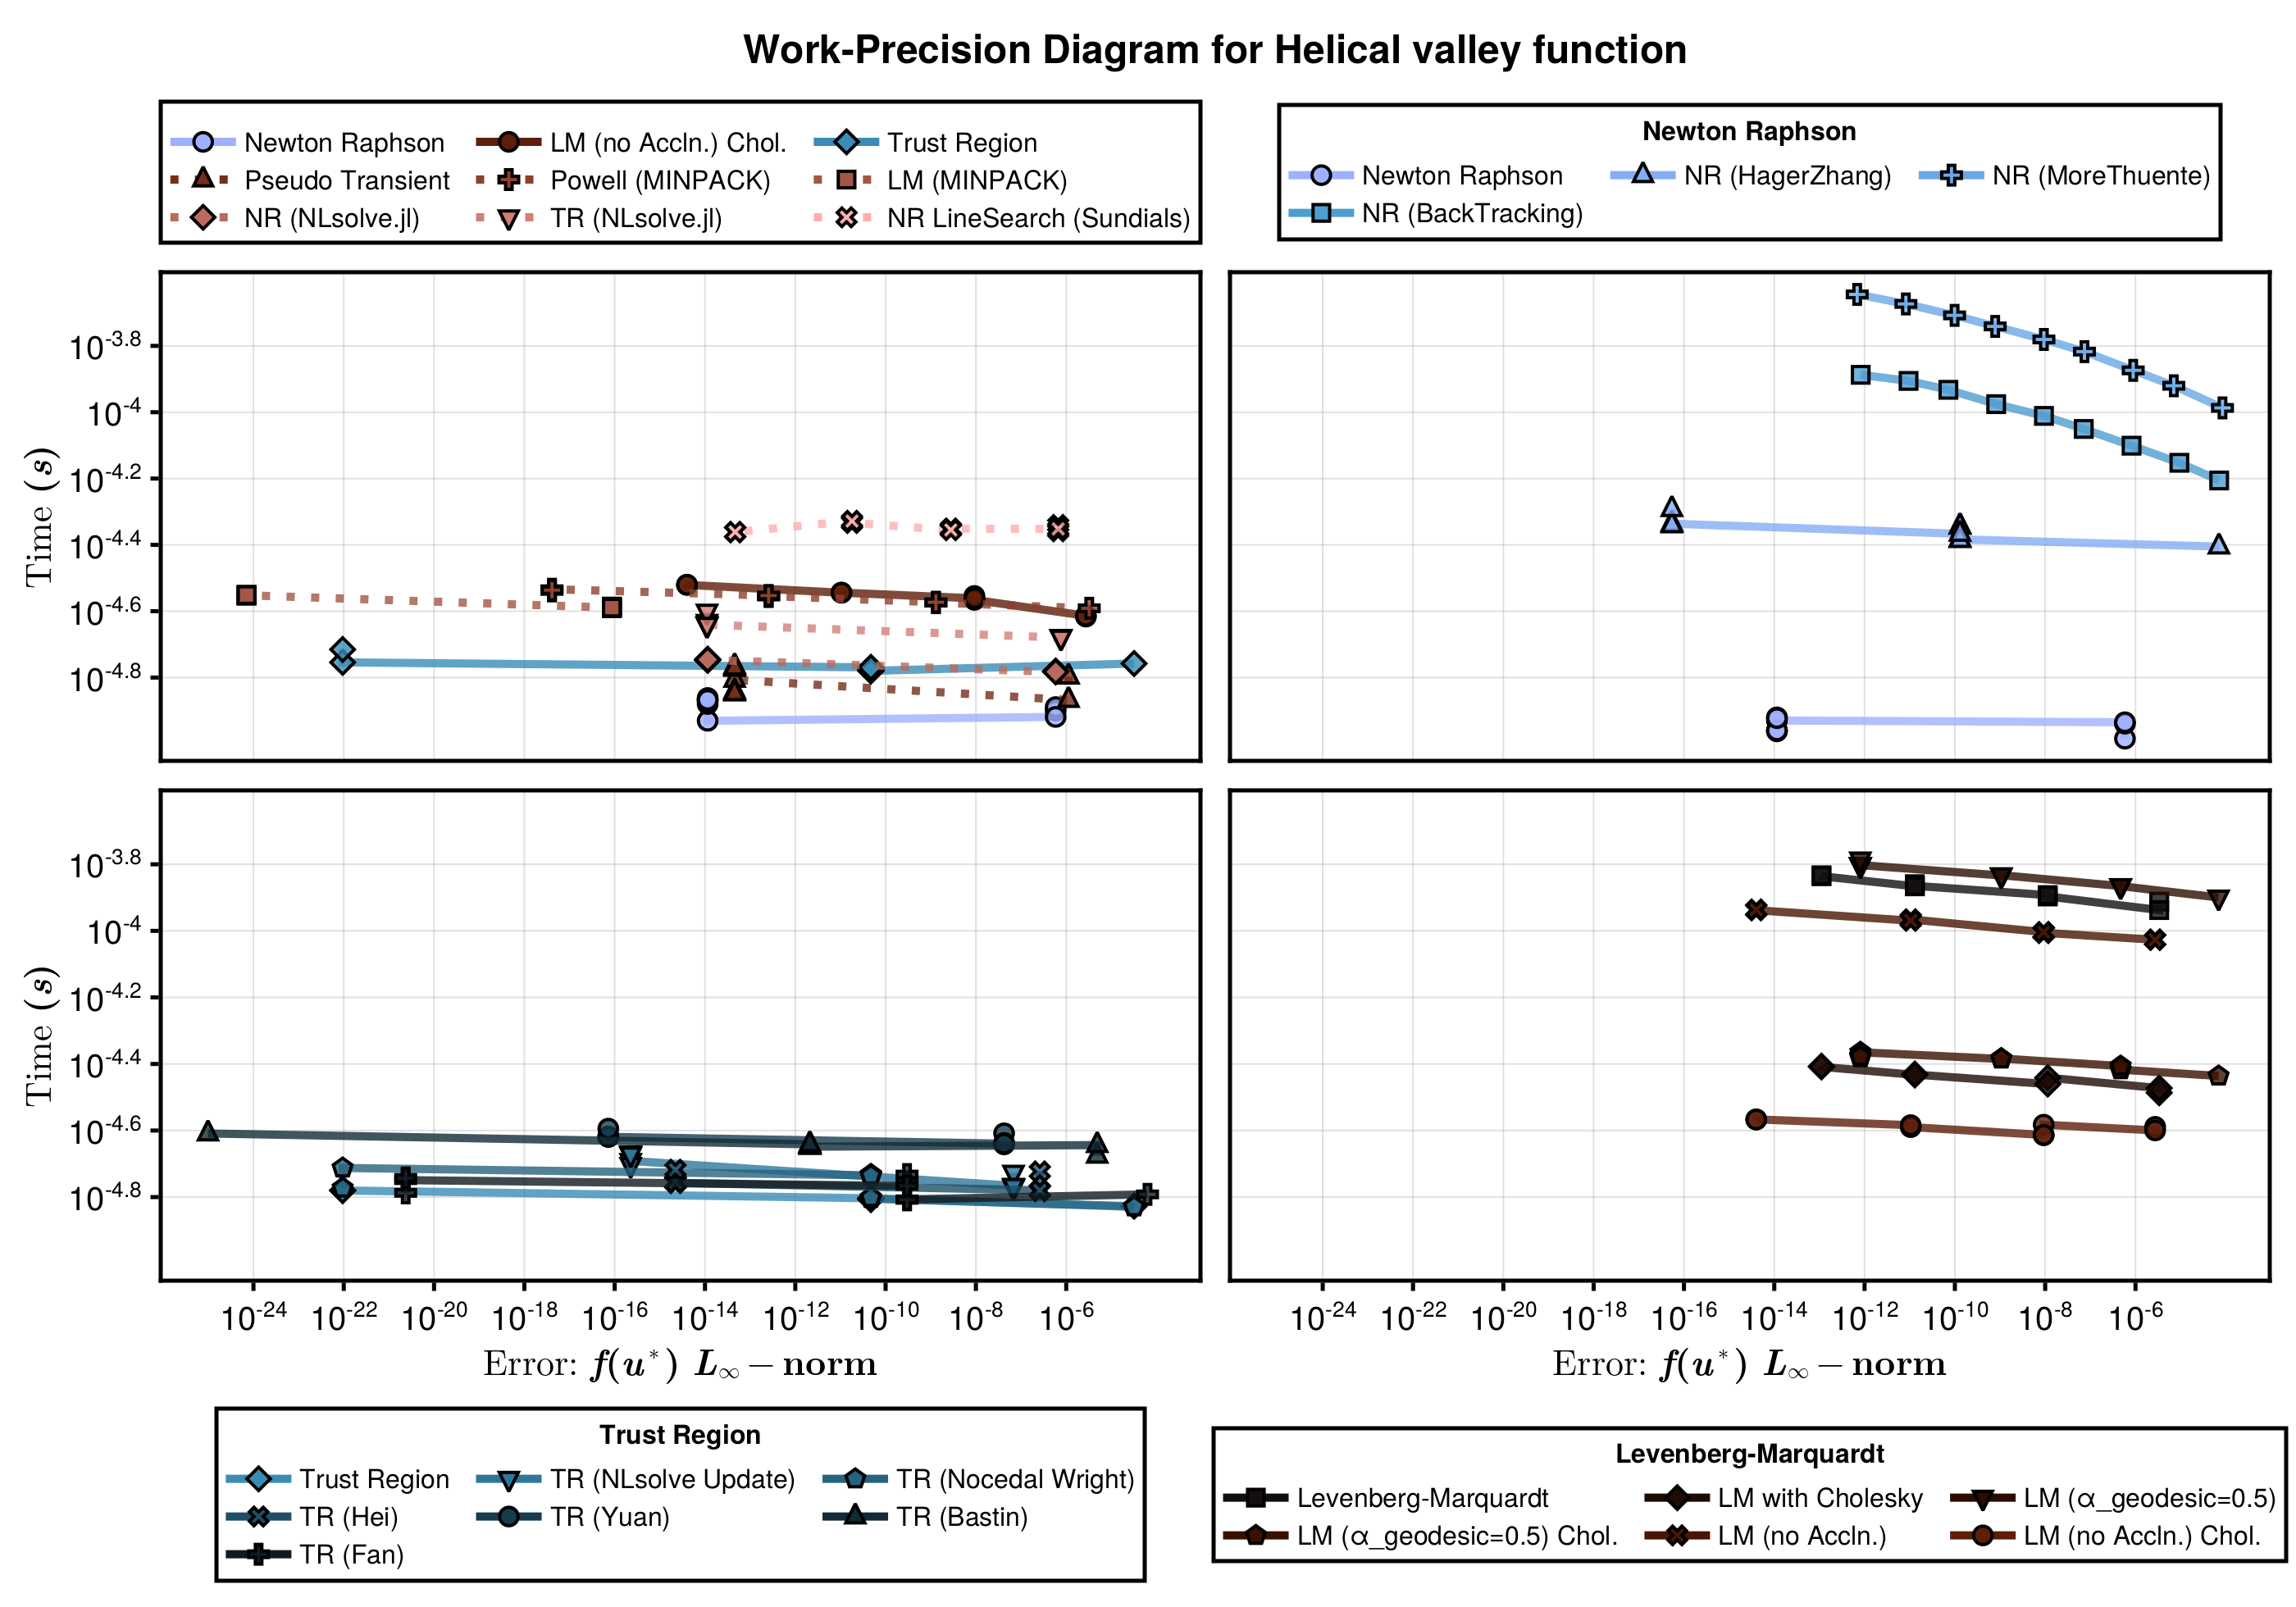 Work-Precision Diagram for Helical valley function
Newton Raphson LM (no Accln.) Chol. Trust Region
Pseudo Transient Powell (MINPACK) LM (MINPACK)
NR (NLsolve.jl) TR (NLsolve.jl) NR LineSearch (Sundials)
Newton Raphson
Newton Raphson NR (HagerZhang) NR (MoreThuente)
NR (BackTracking)
Time (s)
10^-3.8
10^-4
10^-4.2
10^-4.4
10^-4.6
10^-4.8
Time (s)
10^-3.8
10^-4
10^-4.2
10^-4.4
10^-4.6
10^-4.8
10^-24 10^-22 10^-20 10^-18 10^-16 10^-14 10^-12 10^-10 10^-8 10^-6
10^-24 10^-22 10^-20 10^-18 10^-16 10^-14 10^-12 10^-10 10^-8 10^-6
Error: f(u*) L∞ − norm
Error: f(u*) L∞ − norm
Trust Region
Trust Region TR (NLsolve Update) TR (Nocedal Wright)
TR (Hei) TR (Yuan) TR (Bastin)
TR (Fan)
Levenberg-Marquardt
Levenberg-Marquardt LM with Cholesky LM (α_geodesic=0.5)
LM (α_geodesic=0.5) Chol. LM (no Accln.) LM (no Accln.) Chol.